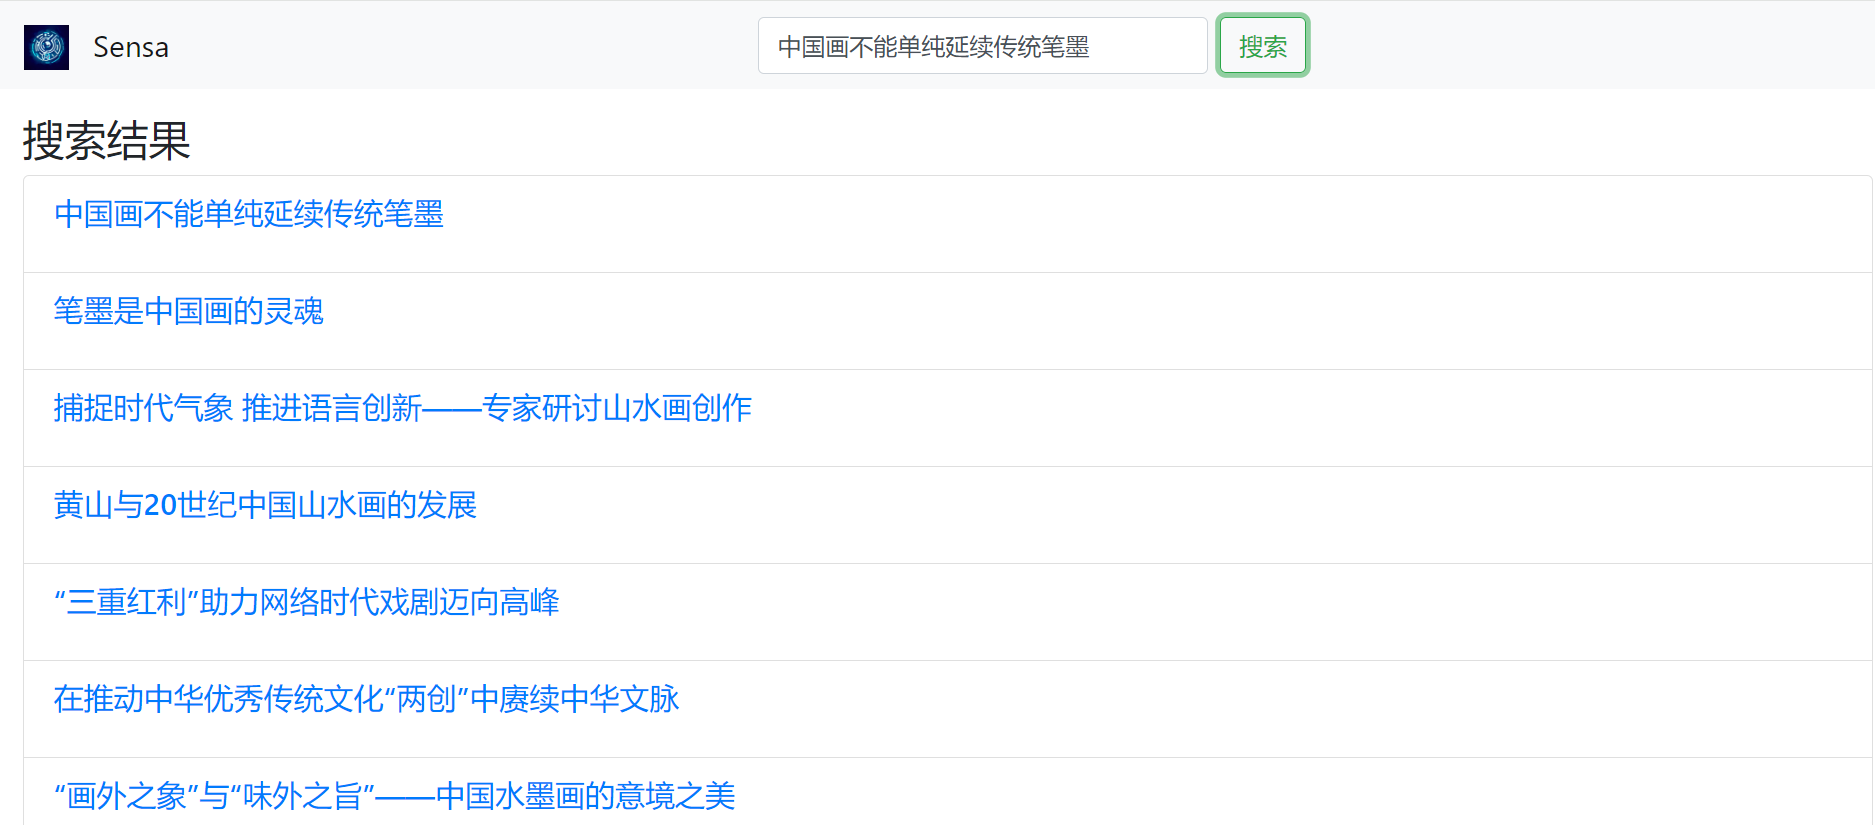 Sensa
中国画不能单纯延续传统笔墨
搜索
搜索结果
中国画不能单纯延续传统笔墨
笔墨是中国画的灵魂
捕捉时代气象 推进语言创新——专家研讨山水画创作
黄山与20世纪中国山水画的发展
“三重红利”助力网络时代戏剧迈向高峰
在推动中华优秀传统文化“两创”中赓续中华文脉
“画外之象”与“味外之旨”——中国水墨画的意境之美